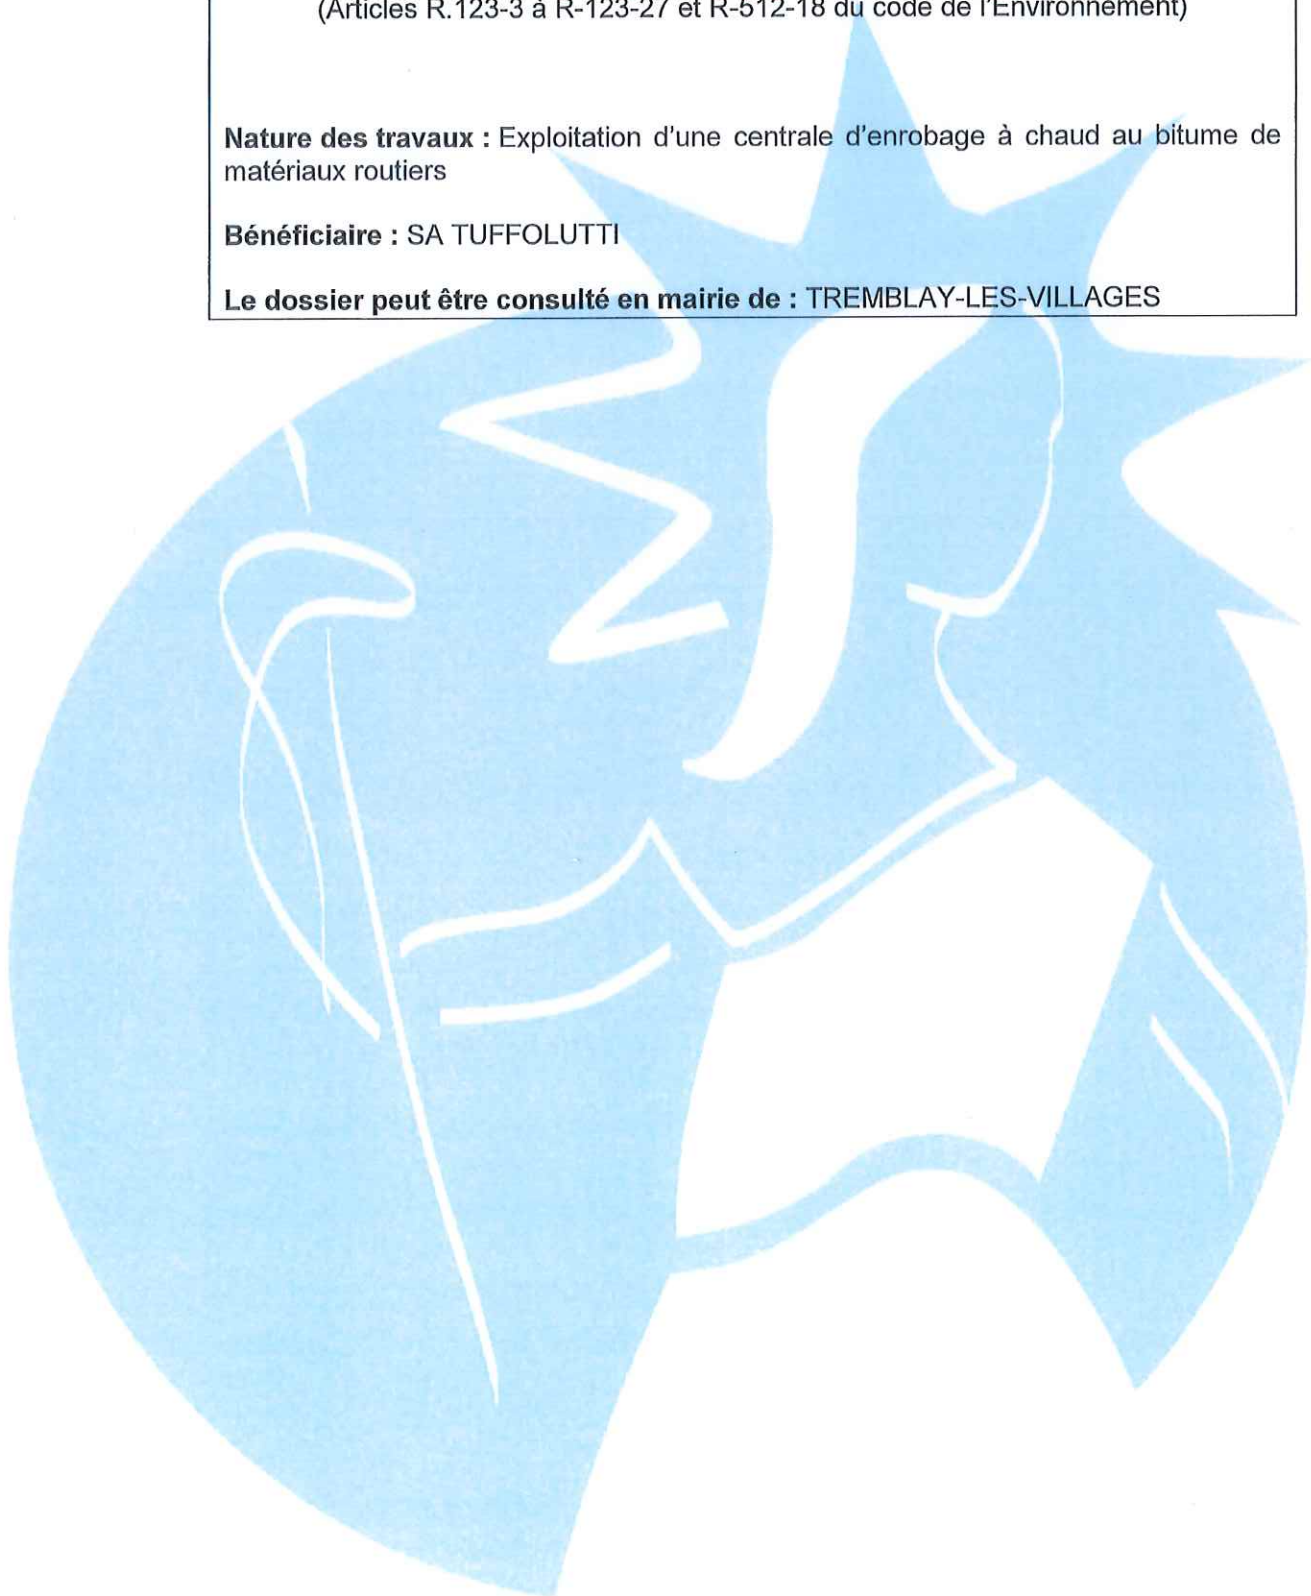 (Articles R.123-3 à R-123-27 et R-512-18 du code de l'Environnement)
Nature des travaux : Exploitation d'une centrale d'enrobage à chaud au bitume de
matériaux routiers
Bénéficiaire : SA TUFFOLUTTI
Le dossier peut être consulté en mairie de : TREMBLAY-LES-VILLAGES